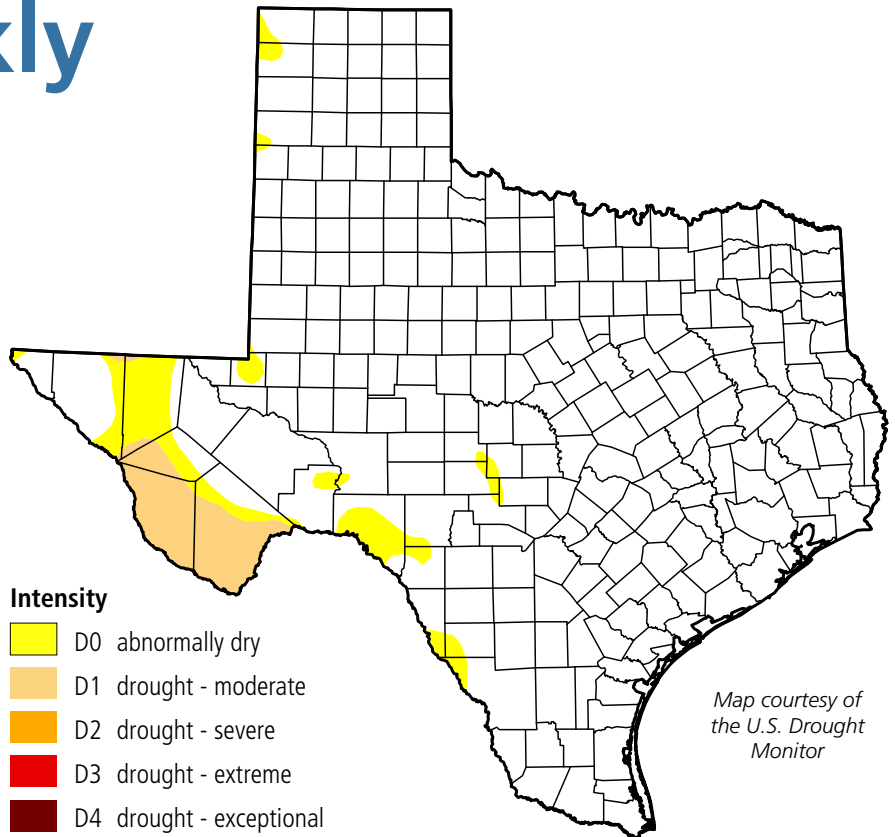 kly
Intensity
D0 abnormally dry
D1 drought - moderate
D2 drought - severe
D3 drought - extreme
D4 drought - exceptional
Map courtesy of
the U.S. Drought
Monitor